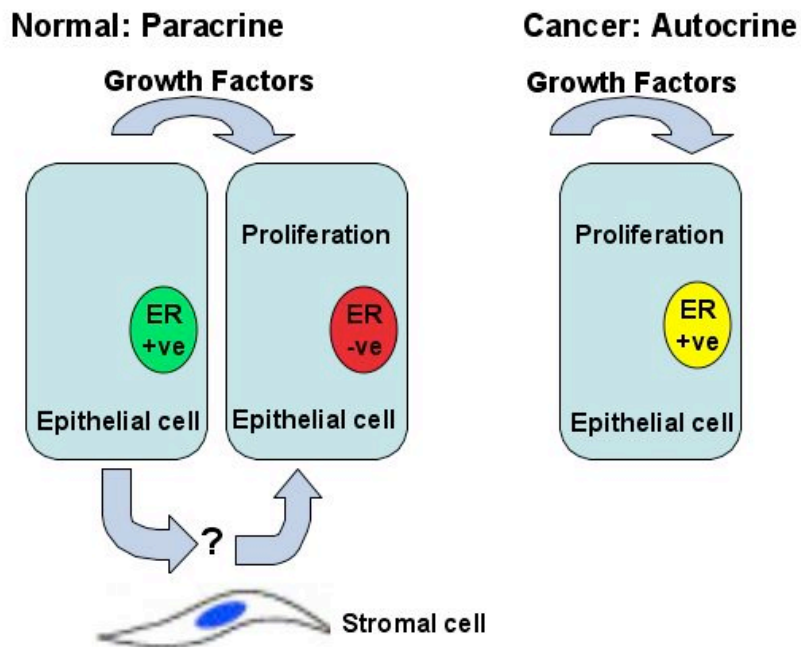 Normal: Paracrine
Growth Factors
Proliferation
ER
+ve
ER
-ve
Epithelial cell
Epithelial cell
?
Stromal cell
Cancer: Autocrine
Growth Factors
Proliferation
ER
+ve
Epithelial cell